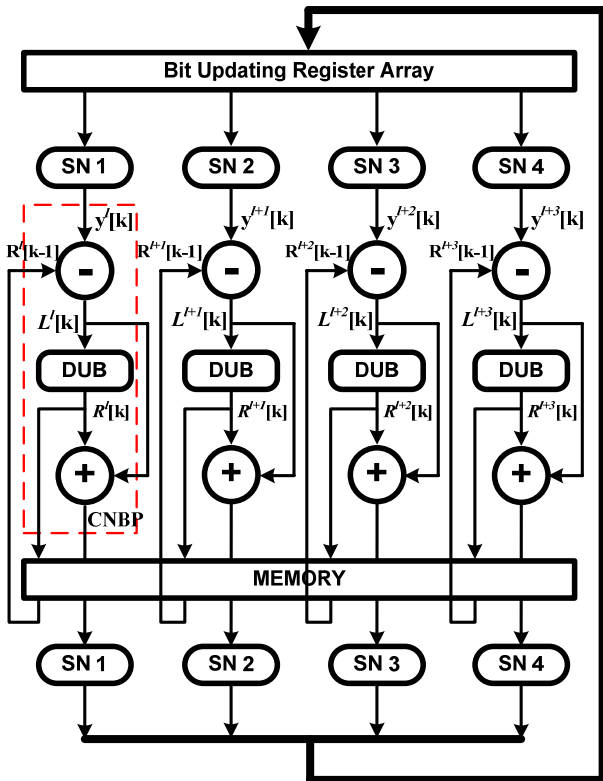 Bit Updating Register Array
SN 1 SN 2 SN 3 SN 4
y^l[k] y^{l+1}[k] y^{l+2}[k] y^{l+3}[k]
R^l[k-1] R^{l+1}[k-1] R^{l+2}[k-1] R^{l+3}[k-1]
- - - -
L^l[k] L^{l+1}[k] L^{l+2}[k] L^{l+3}[k]
DUB DUB DUB DUB
R^l[k] R^{l+1}[k] R^{l+2}[k] R^{l+3}[k]
+ + + +
CNBP
MEMORY
SN 1 SN 2 SN 3 SN 4